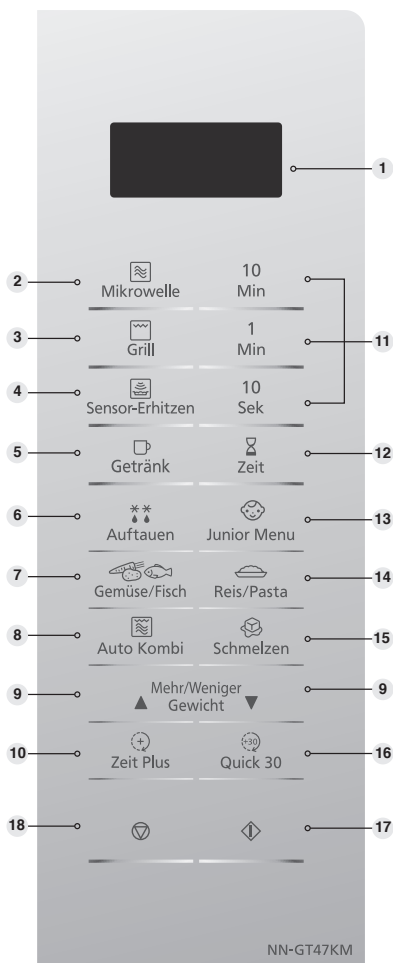 1
2 Mikrowelle 10 Min
3 Grill 1 Min 11
4 Sensor-Erhitzen 10 Sek
5 Getränk Zeit 12
6 Auftauen Junior Menu 13
7 Gemüse/Fisch Reis/Pasta 14
8 Auto Kombi Schmelzen 15
9 Mehr/Weniger 9
Gewicht
10 Zeit Plus +30 Quick 30 16
18 17
NN-GT47KM